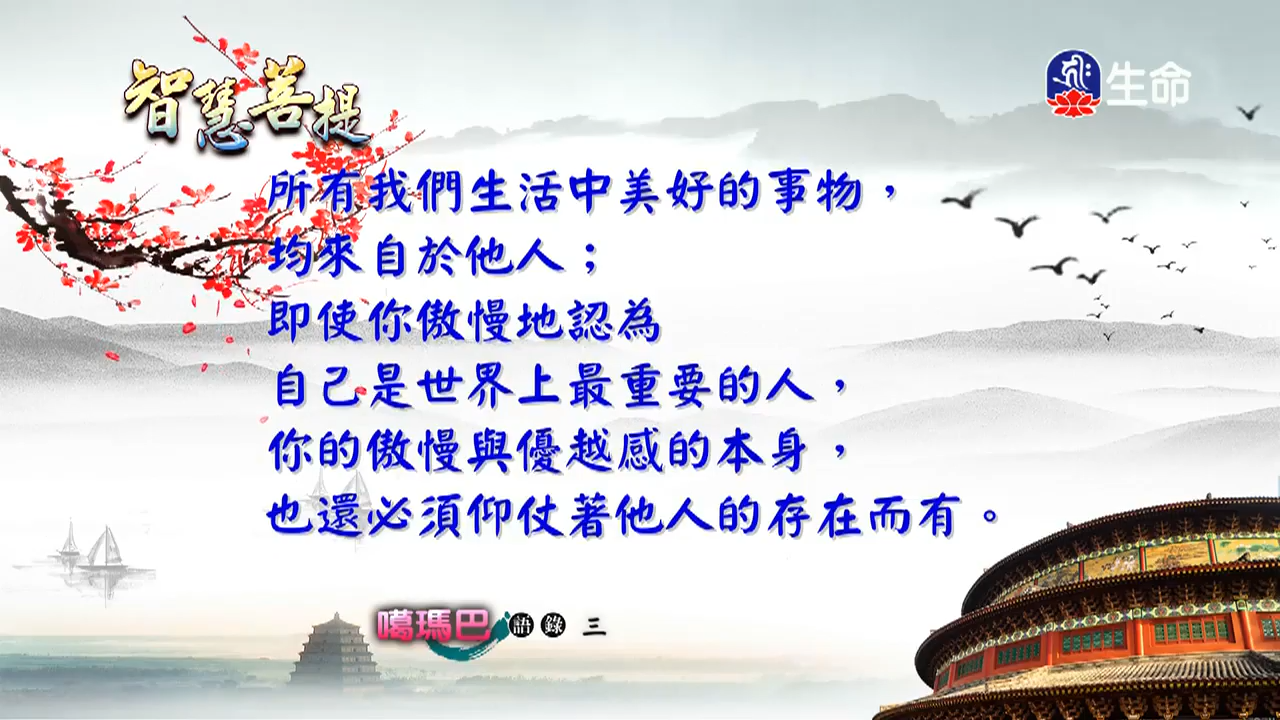 智慧菩提
生命
所有我們生活中美好的事物，
均來自於他人；
即使你傲慢地認為
自己是世界上最重要的人，
你的傲慢與優越感的本身，
也還必須仰仗著他人的存在而有。
噶瑪巴語錄 三